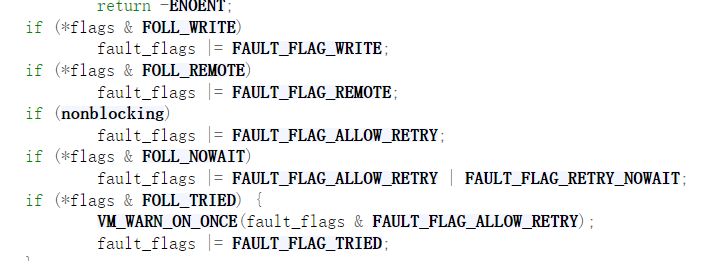 return -ENOENT;
if (*flags & FOLL_WRITE)
fault_flags |= FAULT_FLAG_WRITE;
if (*flags & FOLL_REMOTE)
fault_flags |= FAULT_FLAG_REMOTE;
if (nonblocking)
fault_flags |= FAULT_FLAG_ALLOW_RETRY;
if (*flags & FOLL_NOWAIT)
fault_flags |= FAULT_FLAG_ALLOW_RETRY | FAULT_FLAG_RETRY_NOWAIT;
if (*flags & FOLL_TRIED) {
VM_WARN_ON_ONCE(fault_flags & FAULT_FLAG_ALLOW_RETRY);
fault_flags |= FAULT_FLAG_TRIED;